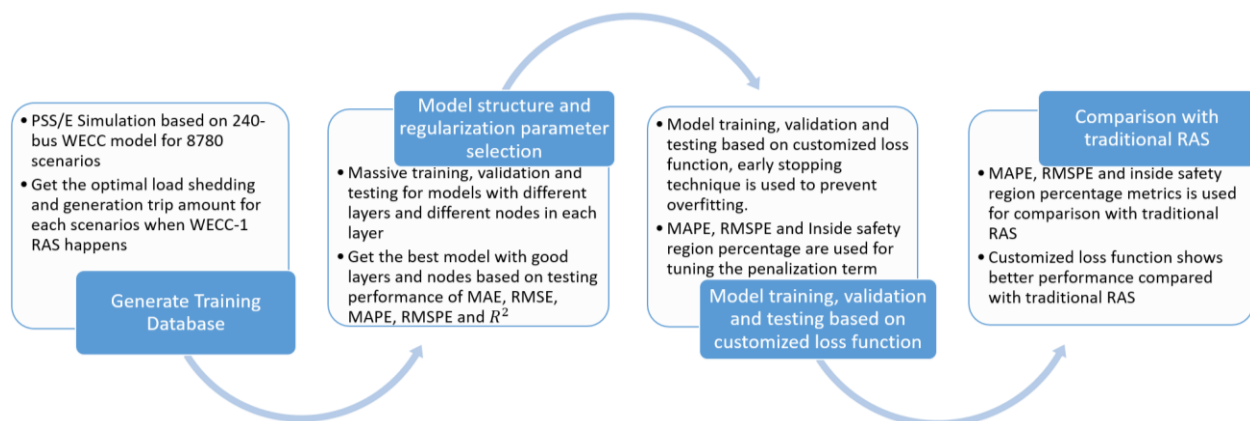 • PSS/E Simulation based on 240-
bus WECC model for 8780
scenarios
• Get the optimal load shedding
and generation trip amount for
each scenarios when WECC-1
RAS happens
Generate Training
Database
Model structure and
regularization parameter
selection
• Massive training, validation and
testing for models with different
layers and different nodes in each
layer
• Get the best model with good
layers and nodes based on testing
performance of MAE, RMSE,
MAPE, RMSPE and R²
• Model training, validation and
testing based on customized loss
function, early stopping
technique is used to prevent
overfitting.
• MAPE, RMSPE and Inside safety
region percentage are used for
tuning the penalization term
Model training, validation
and testing based on
customized loss function
Comparison with
traditional RAS
• MAPE, RMSPE and inside safety
region percentage metrics is used
for comparison with traditional
RAS
• Customized loss function shows
better performance compared
with traditional RAS